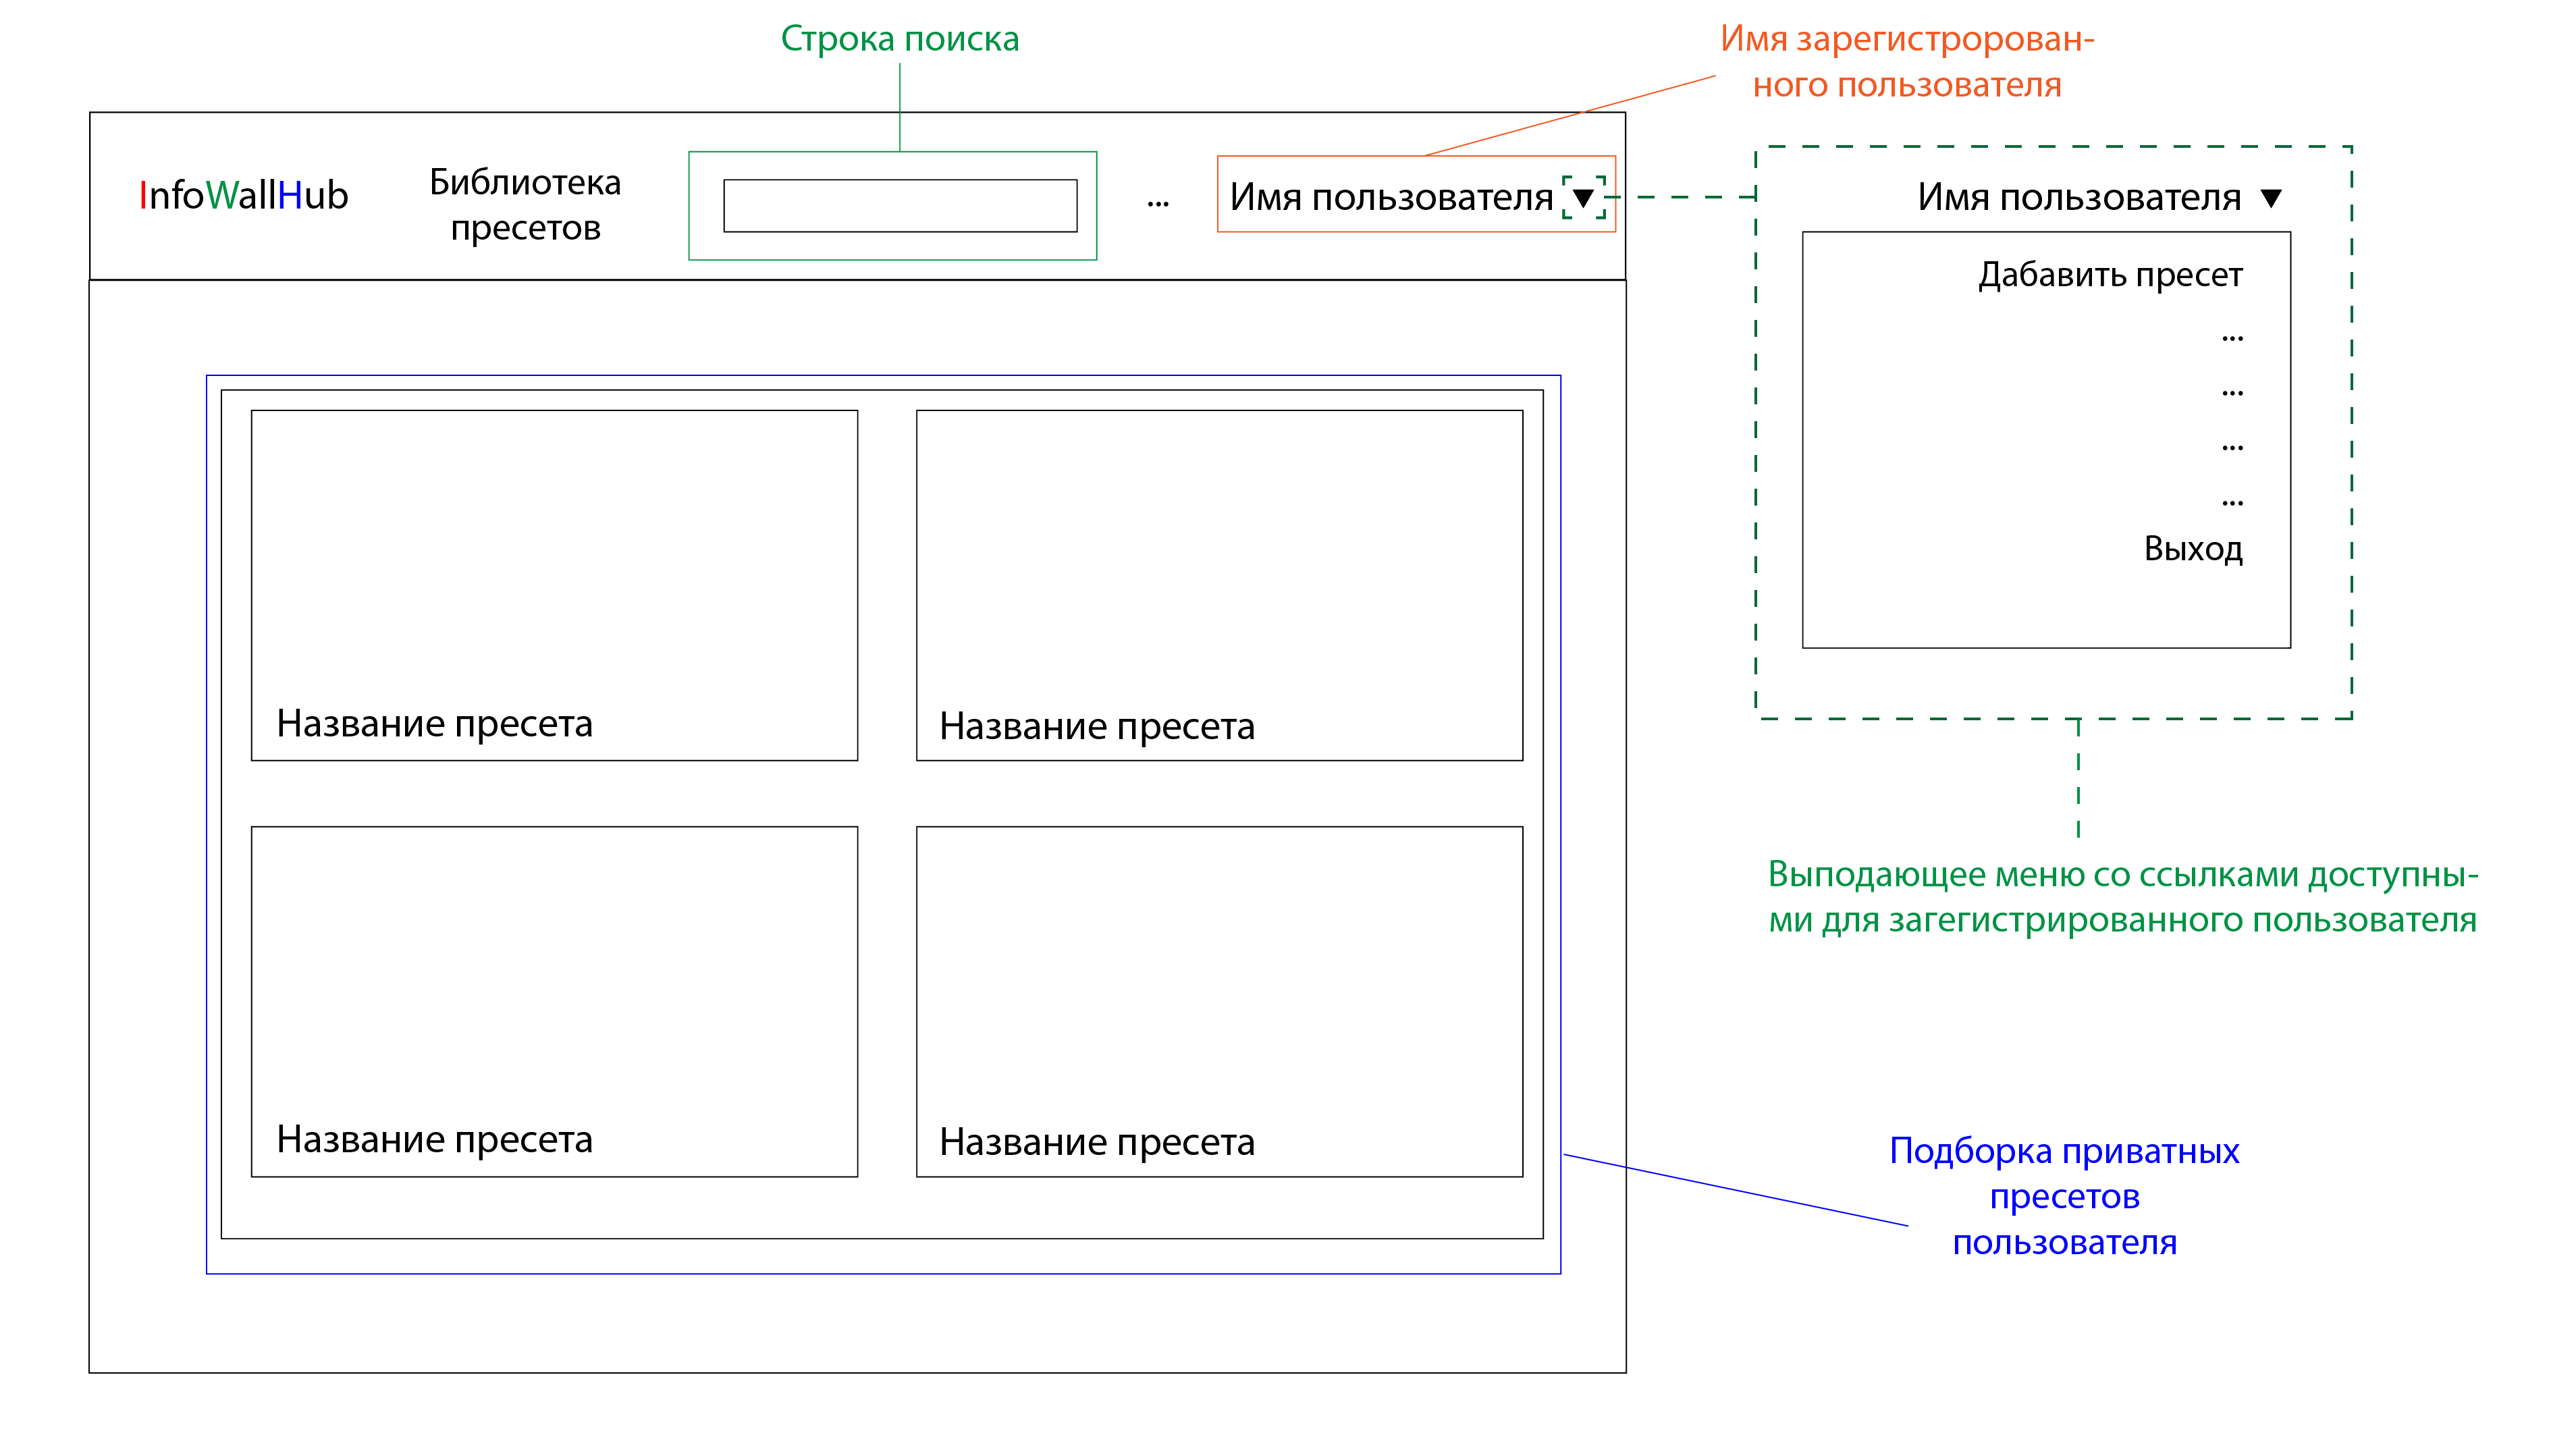 Строка поиска
Имя зарегистророван-
ного пользователя
InfoWallHub
Библиотека
пресетов
...
Имя пользователя
Имя пользователя
Дабавить пресет
...
...
...
...
Выход
Название пресета
Название пресета
Название пресета
Название пресета
Выподающее меню со ссылками доступны-
ми для загегистрированного пользователя
Подборка приватных
пресетов
пользователя